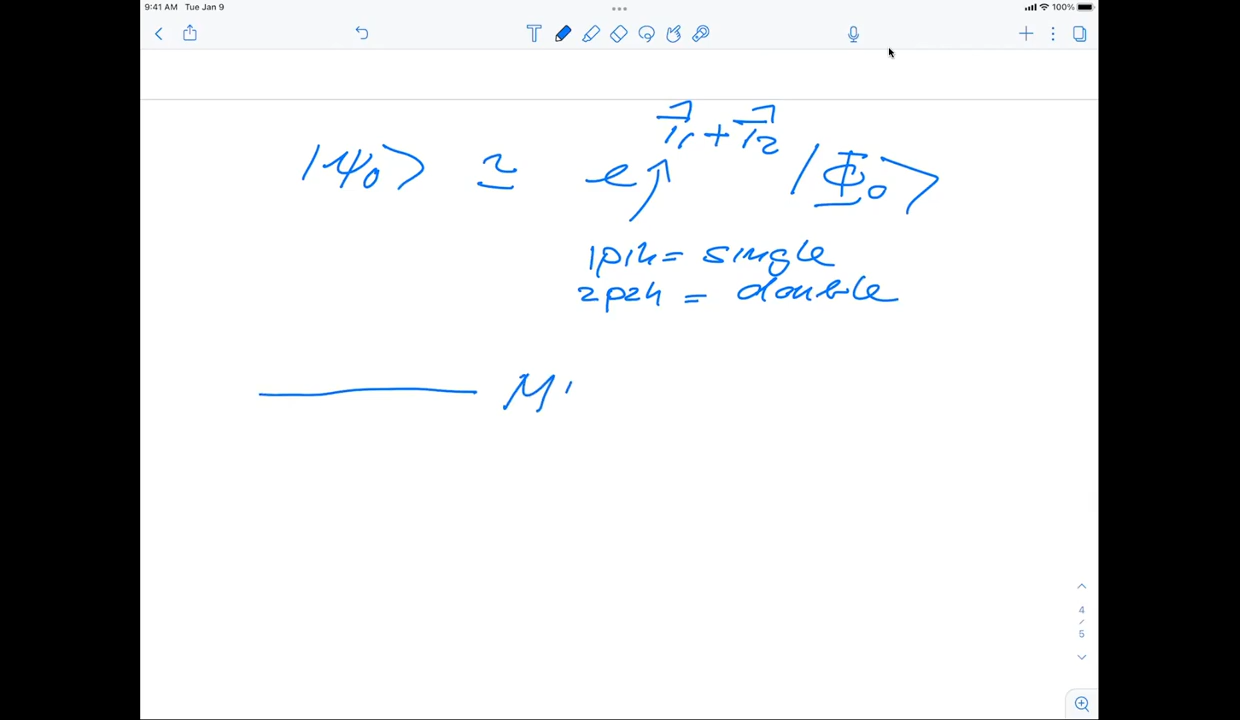 9:41 AM Tue Jan 9
100%
|ψ₀⟩ ≃ e^{T₁+T₂} |Φ₀⟩
1p1h = single
2p2h = double
4
/
5